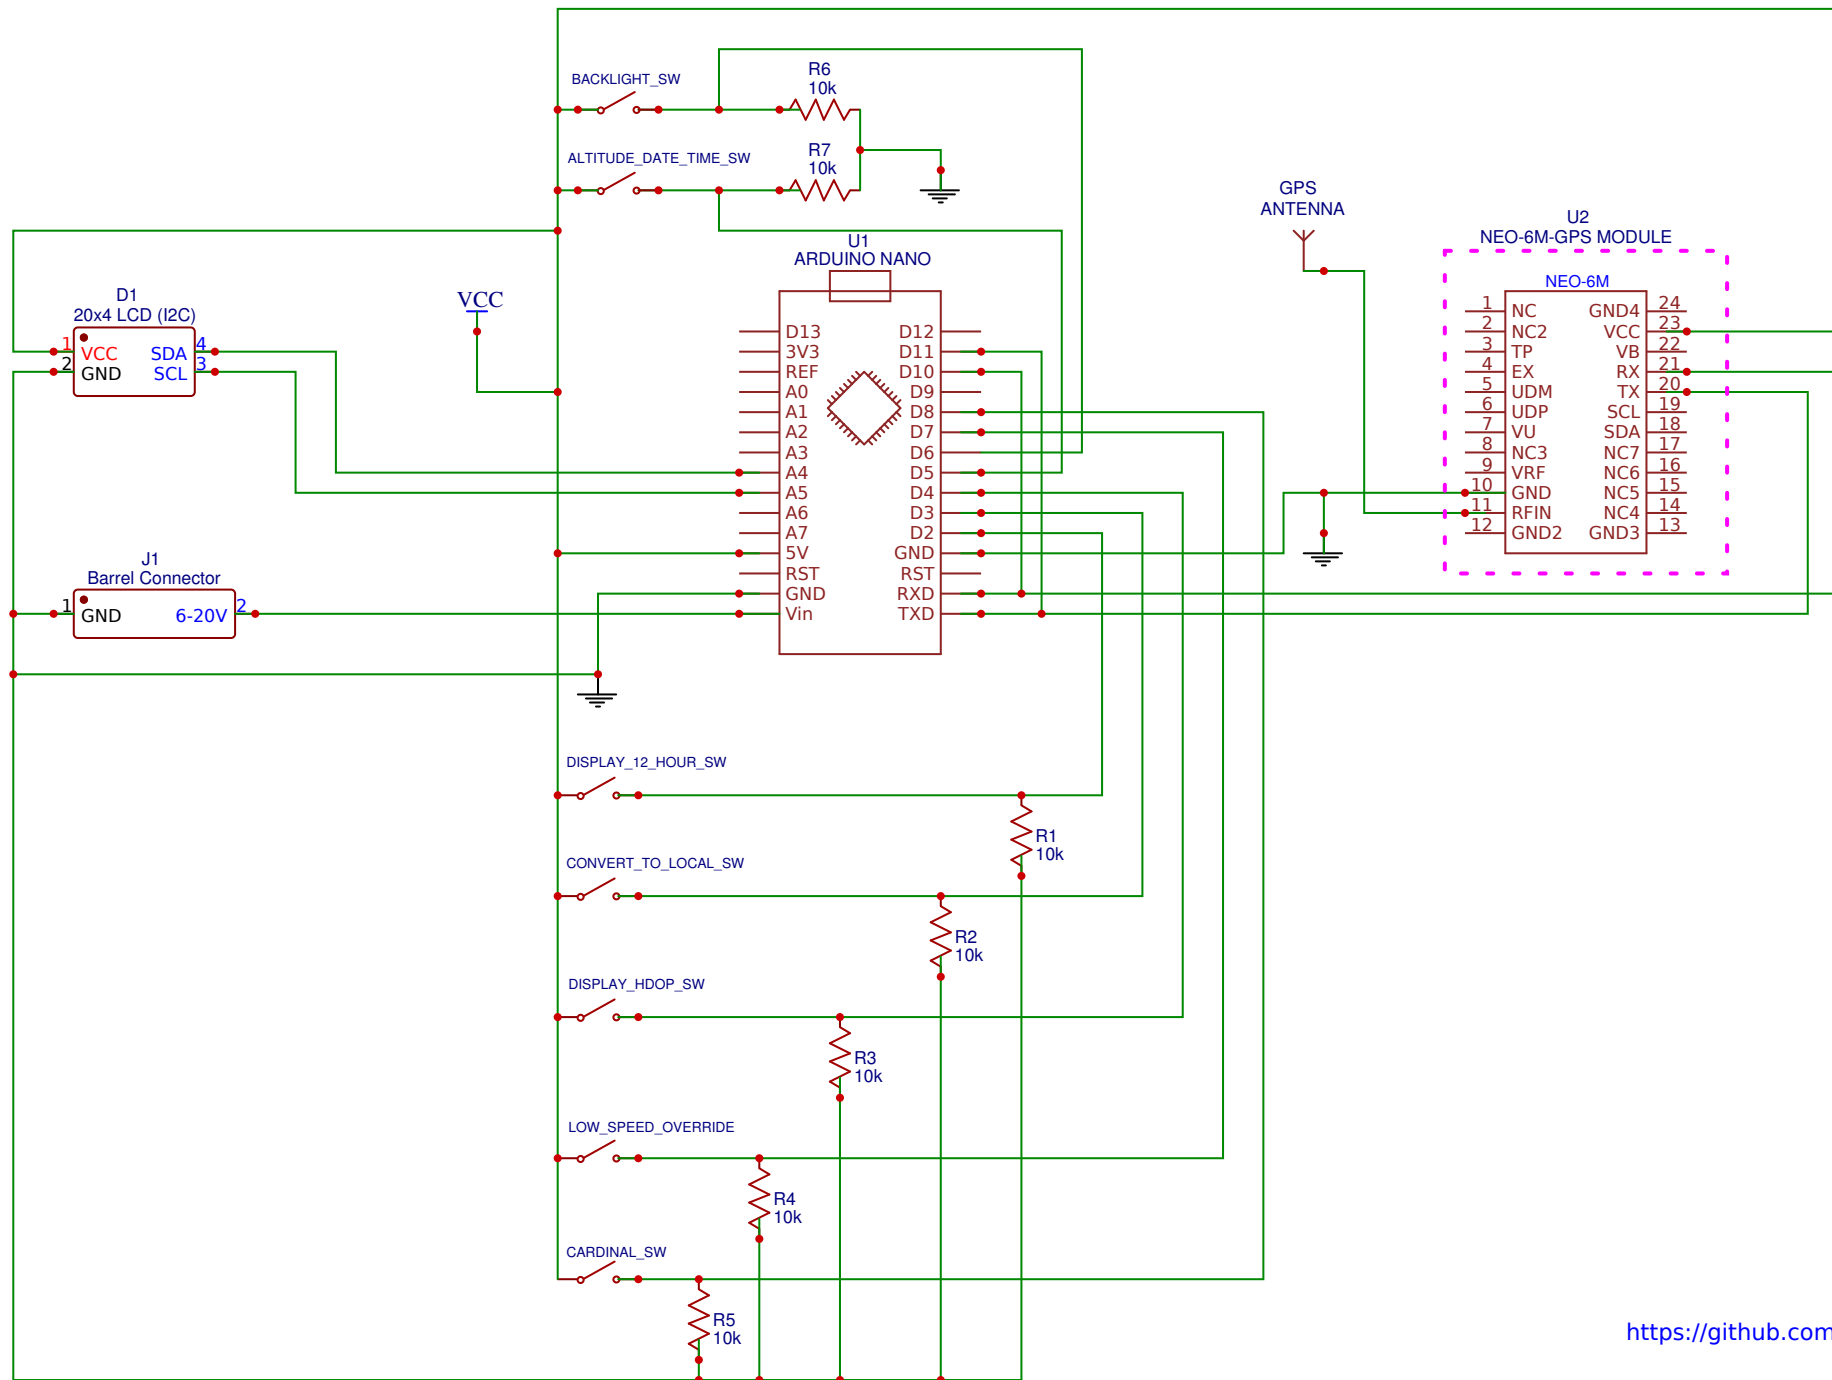 BACKLIGHT_SW
R6
10k
ALTITUDE_DATE_TIME_SW
R7
10k
GPS
ANTENNA
U2
NEO-6M-GPS MODULE
U1
ARDUINO NANO
VCC
D1
20x4 LCD (I2C)
1 VCC SDA 4
2 GND SCL 3
D13 D12
3V3 D11
REF D10
A0 D9
A1 D8
A2 D7
A3 D6
A4 D5
A5 D4
A6 D3
A7 D2
5V GND
RST RST
GND RXD
Vin TXD
NEO-6M
1 NC GND4 24
2 NC2 VCC 23
3 TP VB 22
4 EX RX 21
5 UDM TX 20
6 UDP SCL 19
7 VU SDA 18
8 NC3 NC7 17
9 VRF NC6 16
10 GND NC5 15
11 RFIN NC4 14
12 GND2 GND3 13
J1
Barrel Connector
1 GND 6-20V 2
DISPLAY_12_HOUR_SW
R1
10k
CONVERT_TO_LOCAL_SW
R2
10k
DISPLAY_HDOP_SW
R3
10k
LOW_SPEED_OVERRIDE
R4
10k
CARDINAL_SW
R5
10k
https://github.com